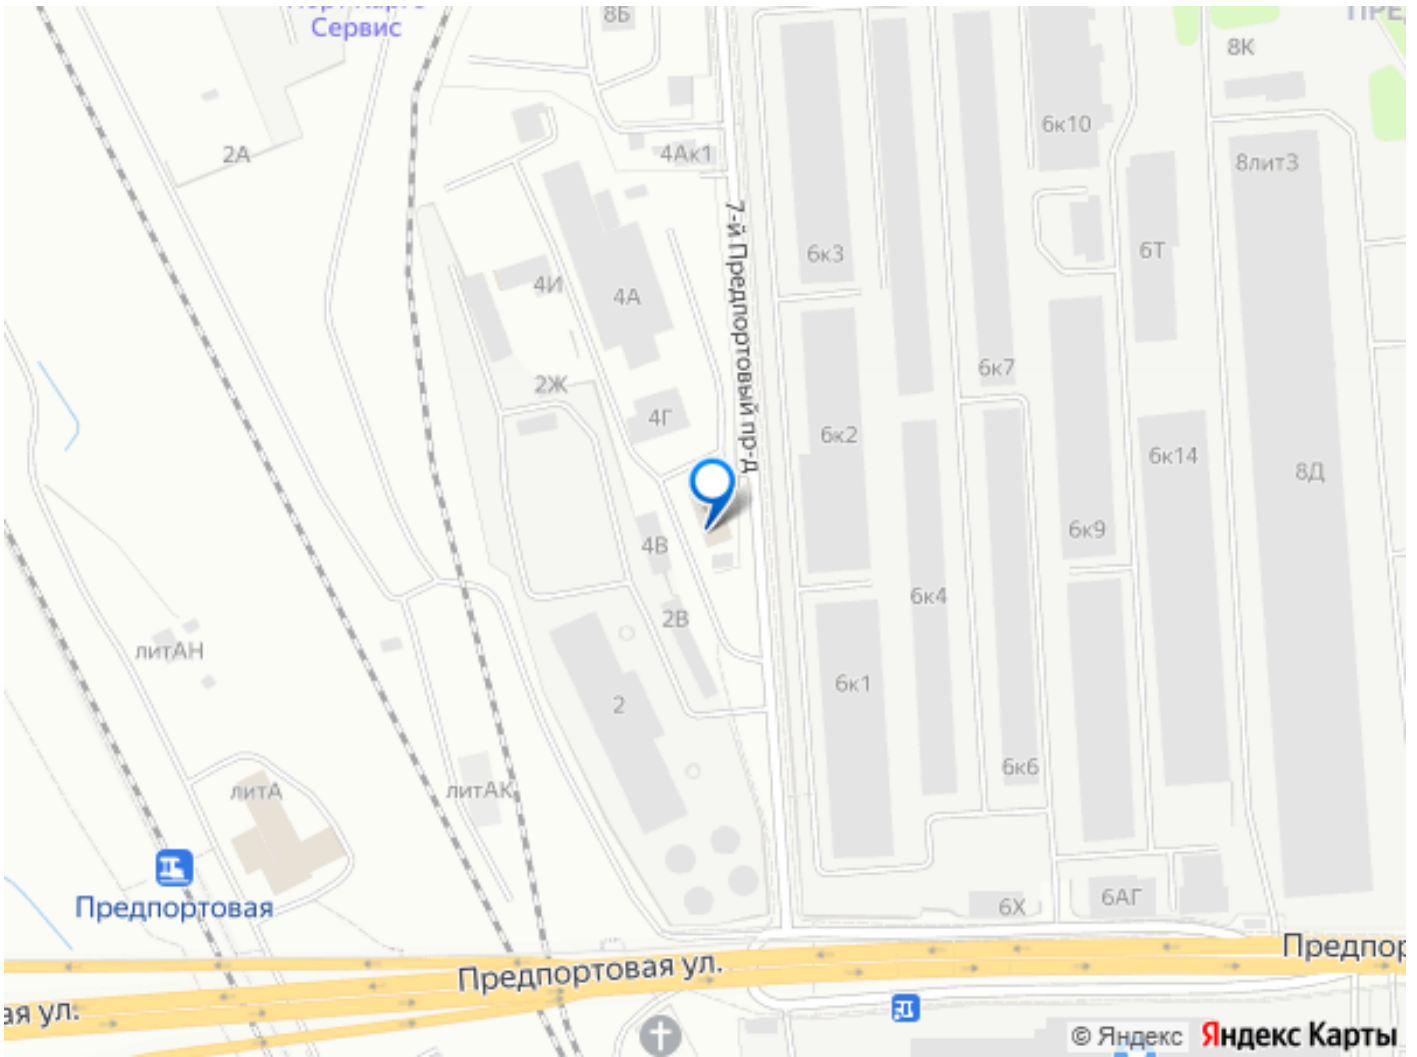 Сервис
8Б
8К
6к10
2А
4Ак1
8литЗ
7-й Предпортовый пр-д
6к3
6Т
4И
4А
6к7
2Ж
4Г
6к2
6к14
8Д
4В
6к9
6к4
2В
литАН
6к1
2
6к6
литА
литАК
6АГ
6Х
Предпортовая
Предпортовая ул.
ая ул.
© Яндекс Яндекс Карты